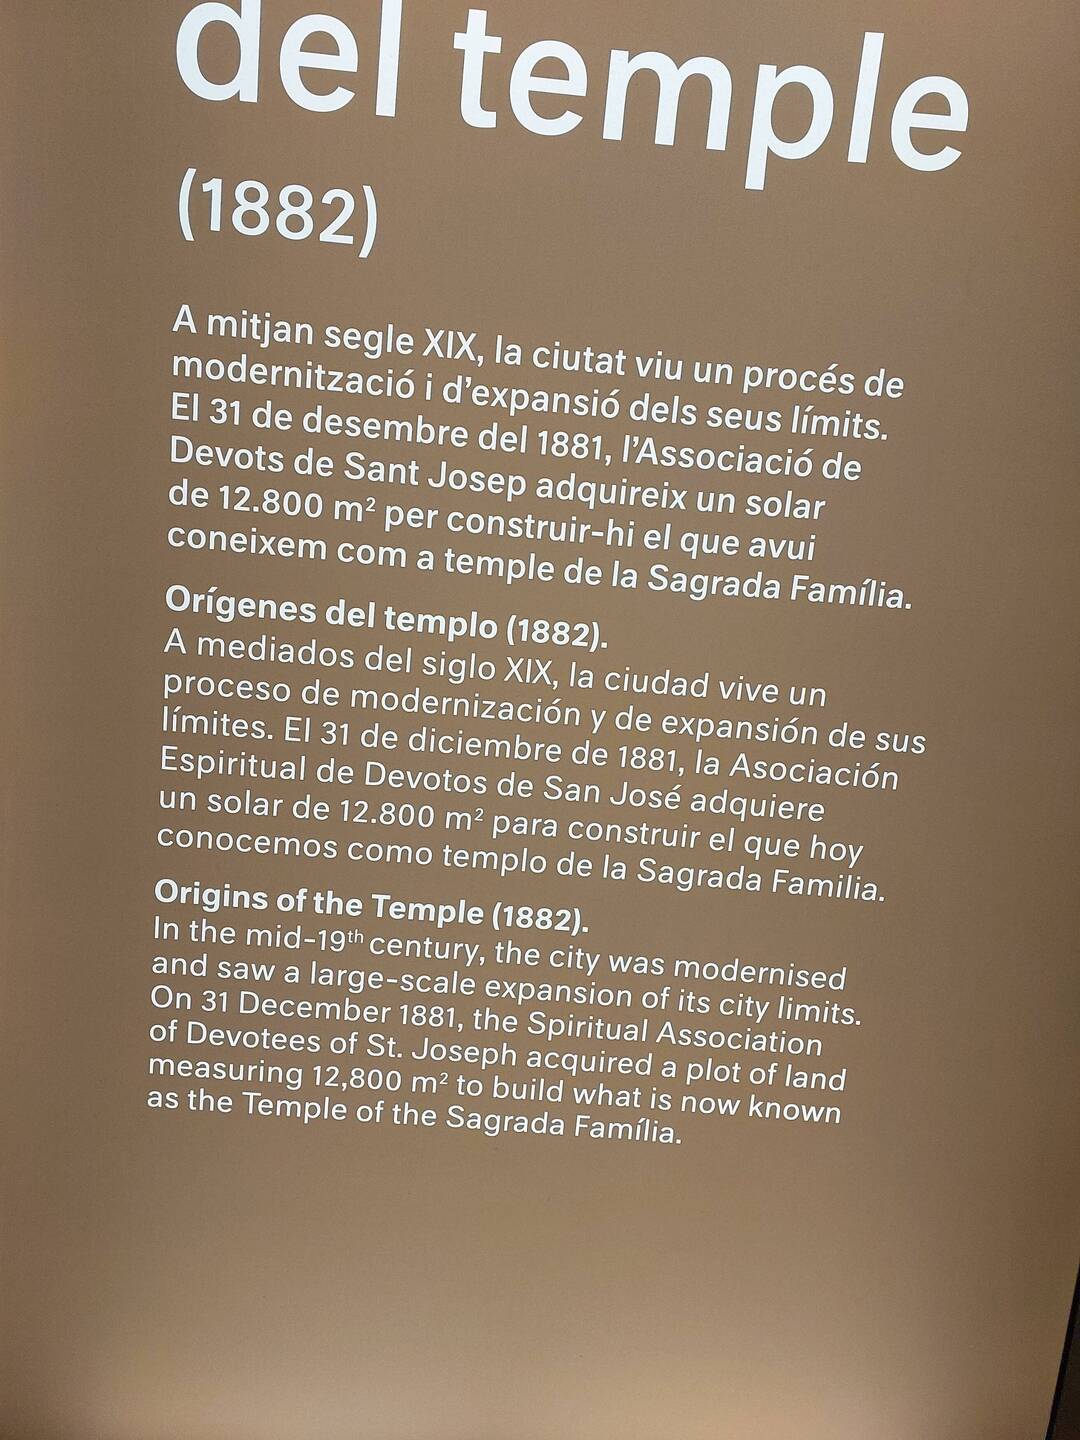 del temple
(1882)
A mitjan segle XIX, la ciutat viu un procés de
modernització i d'expansió dels seus límits.
El 31 de desembre del 1881, l'Associació de
Devots de Sant Josep adquireix un solar
de 12.800 m² per construir-hi el que avui
coneixem com a temple de la Sagrada Família.
Orígenes del templo (1882).
A mediados del siglo XIX, la ciudad vive un
proceso de modernización y de expansión de sus
límites. El 31 de diciembre de 1881, la Asociación
Espiritual de Devotos de San José adquiere
un solar de 12.800 m² para construir el que hoy
conocemos como templo de la Sagrada Familia.
Origins of the Temple (1882).
In the mid-19th century, the city was modernised
and saw a large-scale expansion of its city limits.
On 31 December 1881, the Spiritual Association
of Devotees of St. Joseph acquired a plot of land
measuring 12,800 m² to build what is now known
as the Temple of the Sagrada Família.